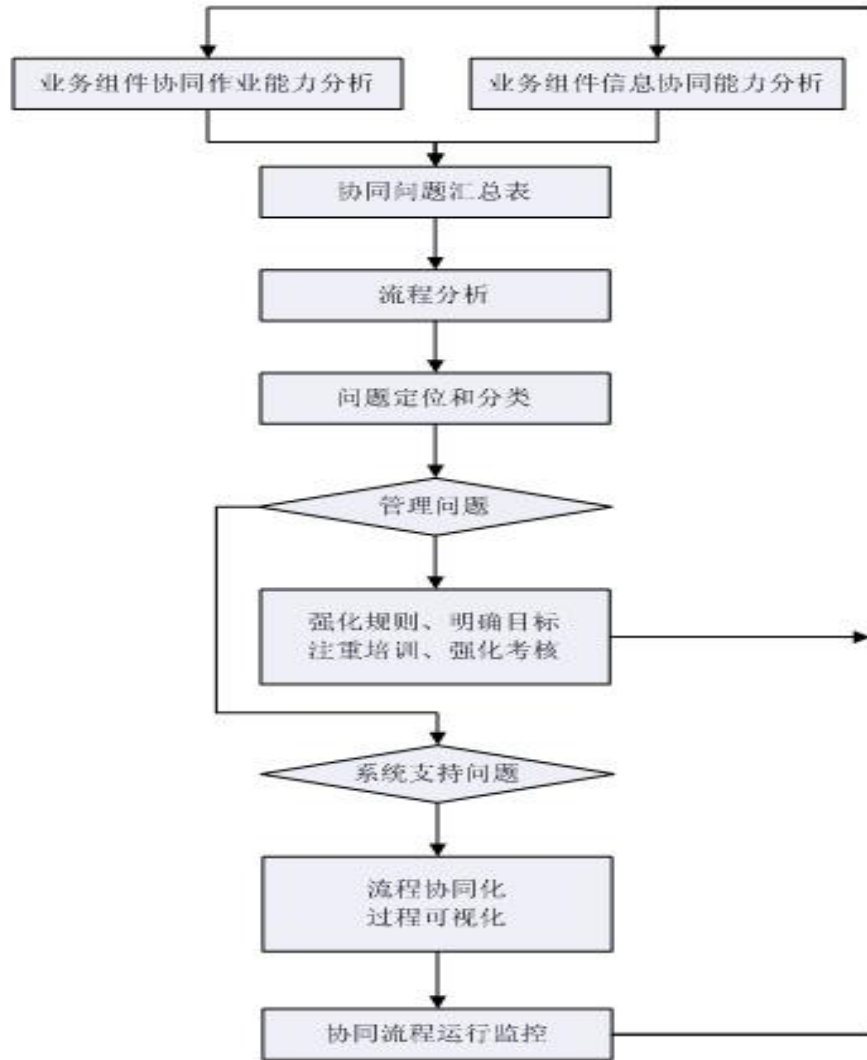 业务组件协同作业能力分析
业务组件信息协同能力分析
协同问题汇总表
流程分析
问题定位和分类
管理问题
强化规则、明确目标
注重培训、强化考核
系统支持问题
流程协同化
过程可视化
协同流程运行监控